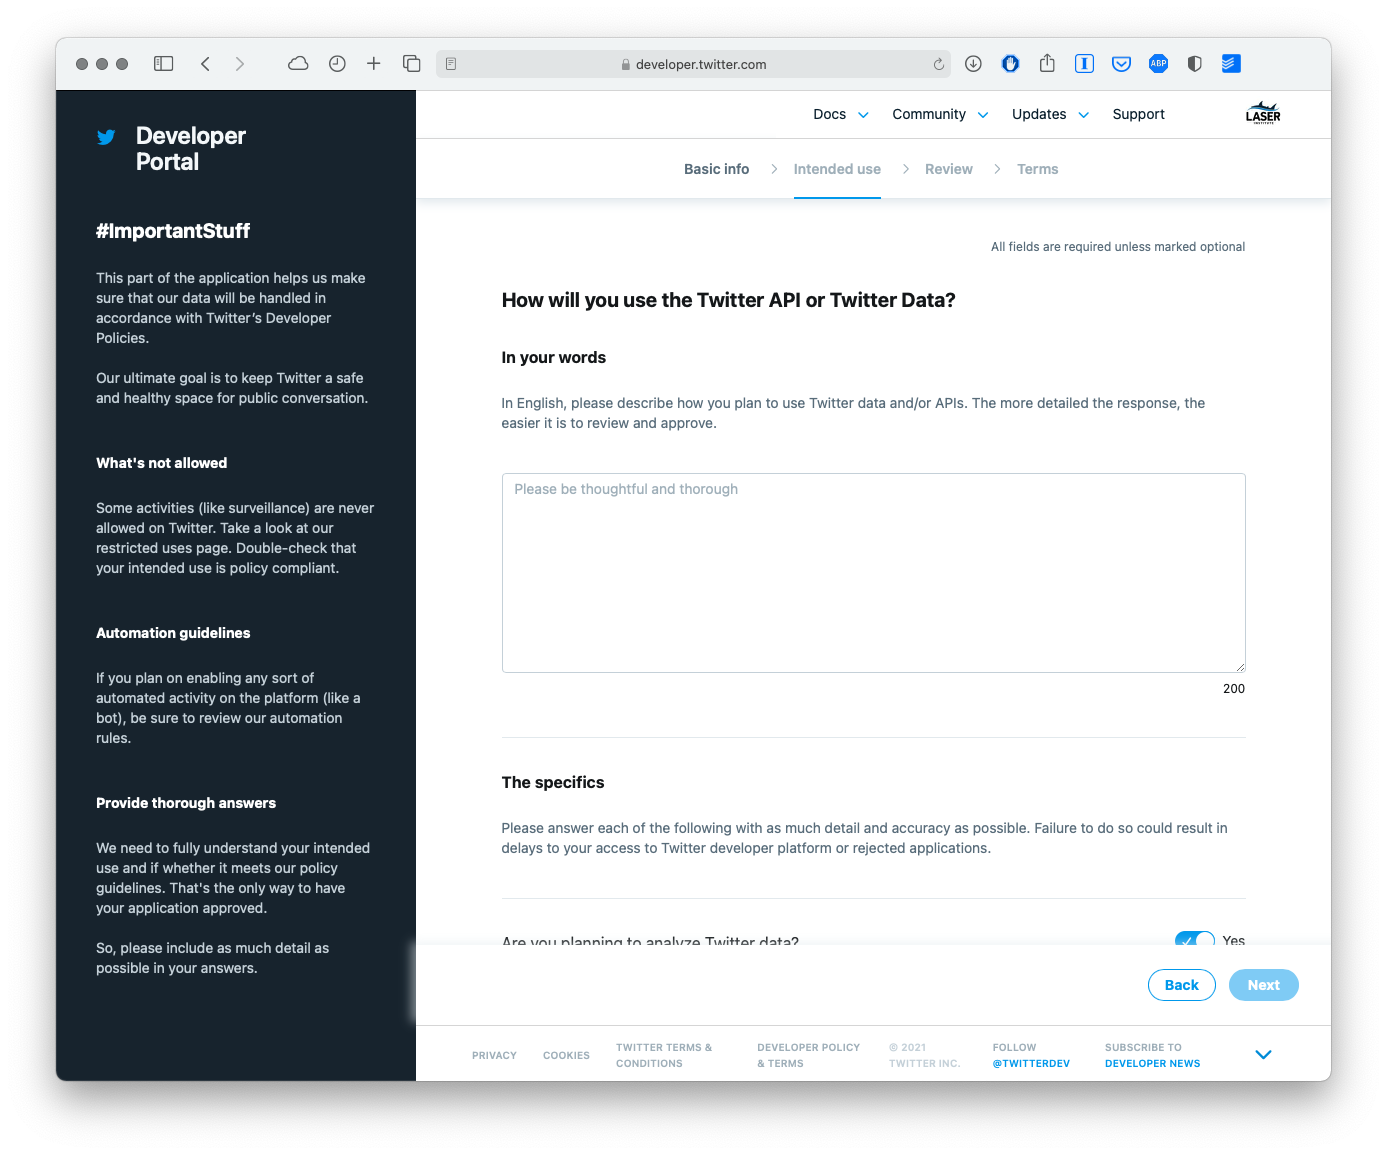 developer.twitter.com
ABP
Developer
Portal
#ImportantStuff
This part of the application helps us make
sure that our data will be handled in
accordance with Twitter’s Developer
Policies.
Our ultimate goal is to keep Twitter a safe
and healthy space for public conversation.
What's not allowed
Some activities (like surveillance) are never
allowed on Twitter. Take a look at our
restricted uses page. Double-check that
your intended use is policy compliant.
Automation guidelines
If you plan on enabling any sort of
automated activity on the platform (like a
bot), be sure to review our automation
rules.
Provide thorough answers
We need to fully understand your intended
use and if whether it meets our policy
guidelines. That's the only way to have
your application approved.
So, please include as much detail as
possible in your answers.
Docs Community Updates Support
LASER
INSTITUTE
Basic info Intended use Review Terms
All fields are required unless marked optional
How will you use the Twitter API or Twitter Data?
In your words
In English, please describe how you plan to use Twitter data and/or APIs. The more detailed the response, the
easier it is to review and approve.
Please be thoughtful and thorough
200
The specifics
Please answer each of the following with as much detail and accuracy as possible. Failure to do so could result in
delays to your access to Twitter developer platform or rejected applications.
Are you planning to analyze Twitter data? Yes
Back Next
PRIVACY COOKIES
TWITTER TERMS &
CONDITIONS
DEVELOPER POLICY
& TERMS
© 2021
TWITTER INC.
FOLLOW
@TWITTERDEV
SUBSCRIBE TO
DEVELOPER NEWS